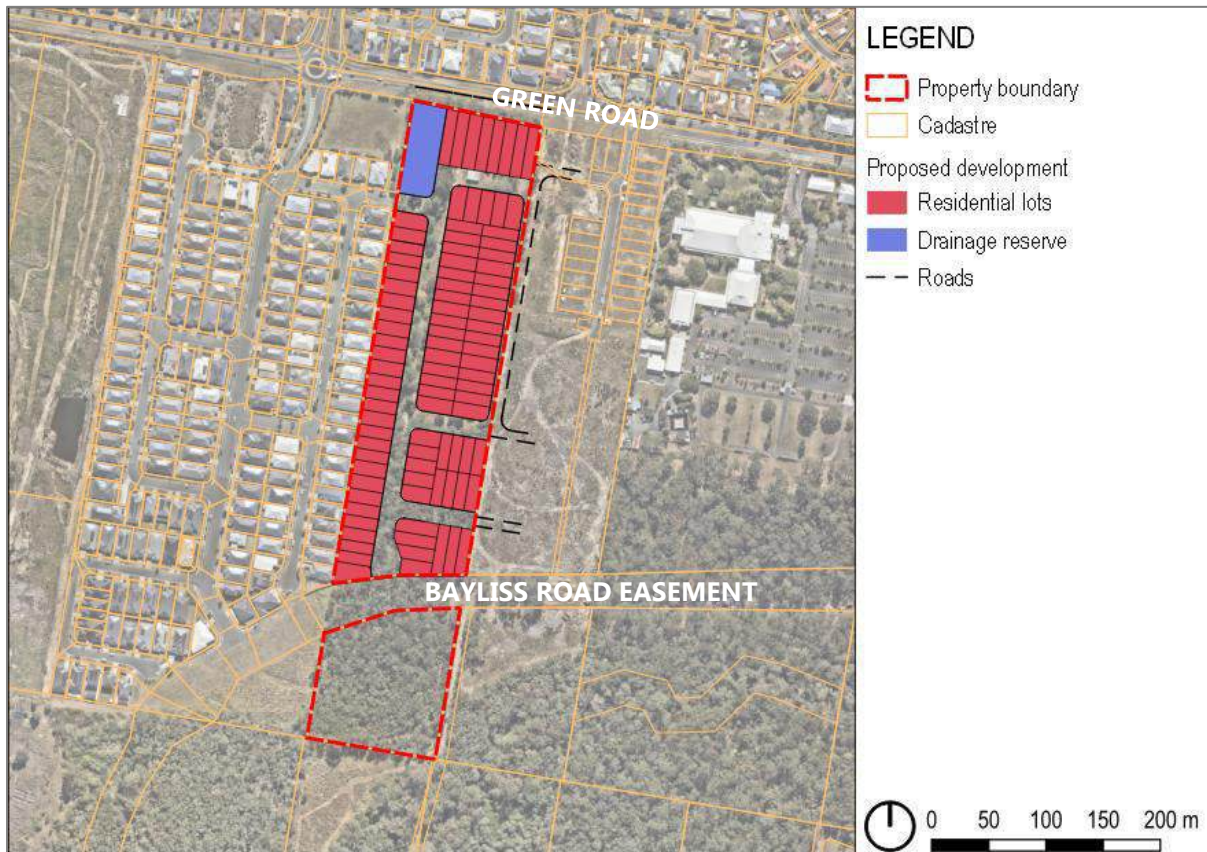 GREEN ROAD
BAYLISS ROAD EASEMENT
LEGEND
Property boundary
Cadastre
Proposed development
Residential lots
Drainage reserve
Roads
0 50 100 150 200 m